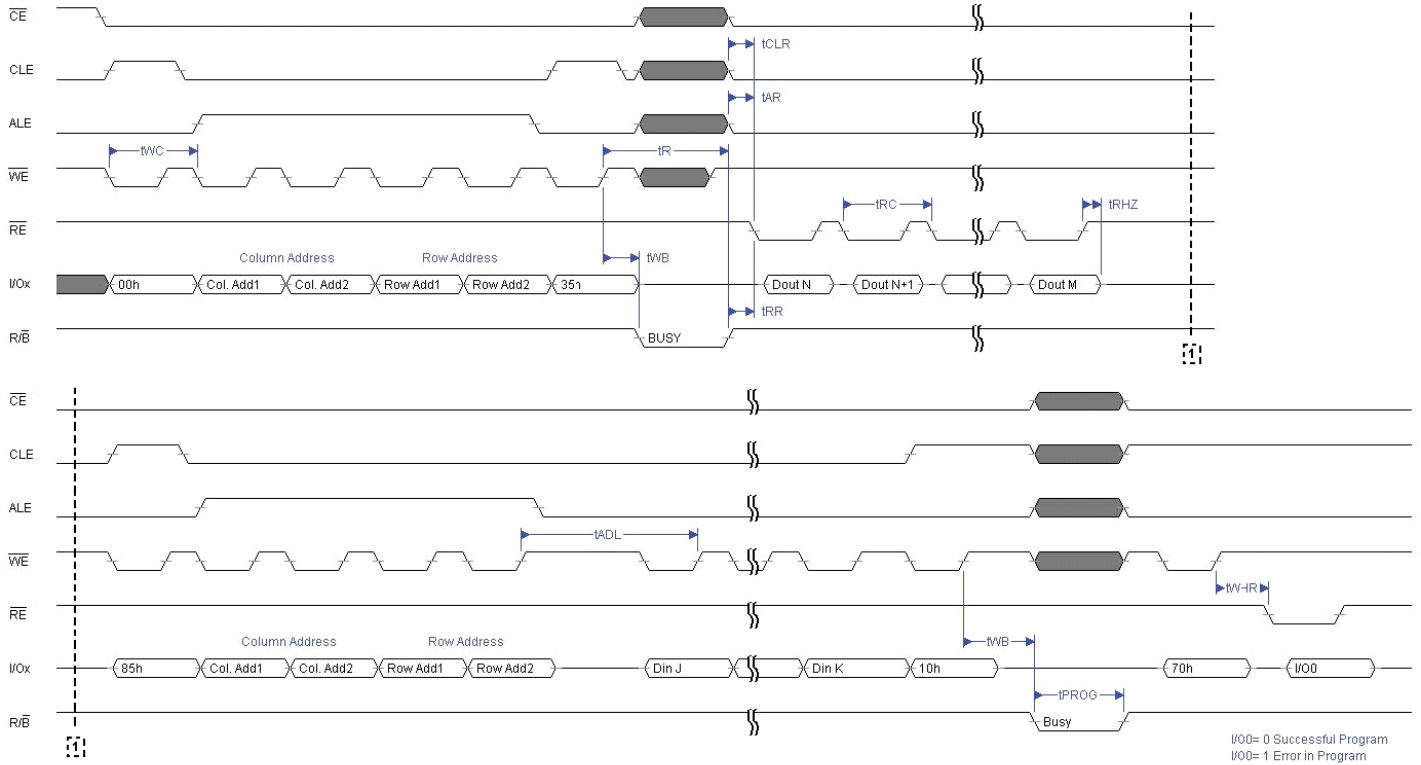 CE
tCLR
CLE
tAR
ALE
tWC
tR
WE
tRC
tRHZ
RE
Column Address
Row Address
tWB
I/Ox
00h
Col. Add1
Col. Add2
Row Add1
Row Add2
Dout N
Dout N+1
Dout M
tRR
R/B
BUSY
1
CE
CLE
ALE
tADL
WE
RE
Column Address
Row Address
tWB
I/Ox
85h
Col. Add1
Col. Add2
Row Add1
Row Add2
Din J
Din K
10h
70h
I/O0
tPROG
R/B
Busy
1
I/O0= 0 Successful Program
I/O0= 1 Error in Program